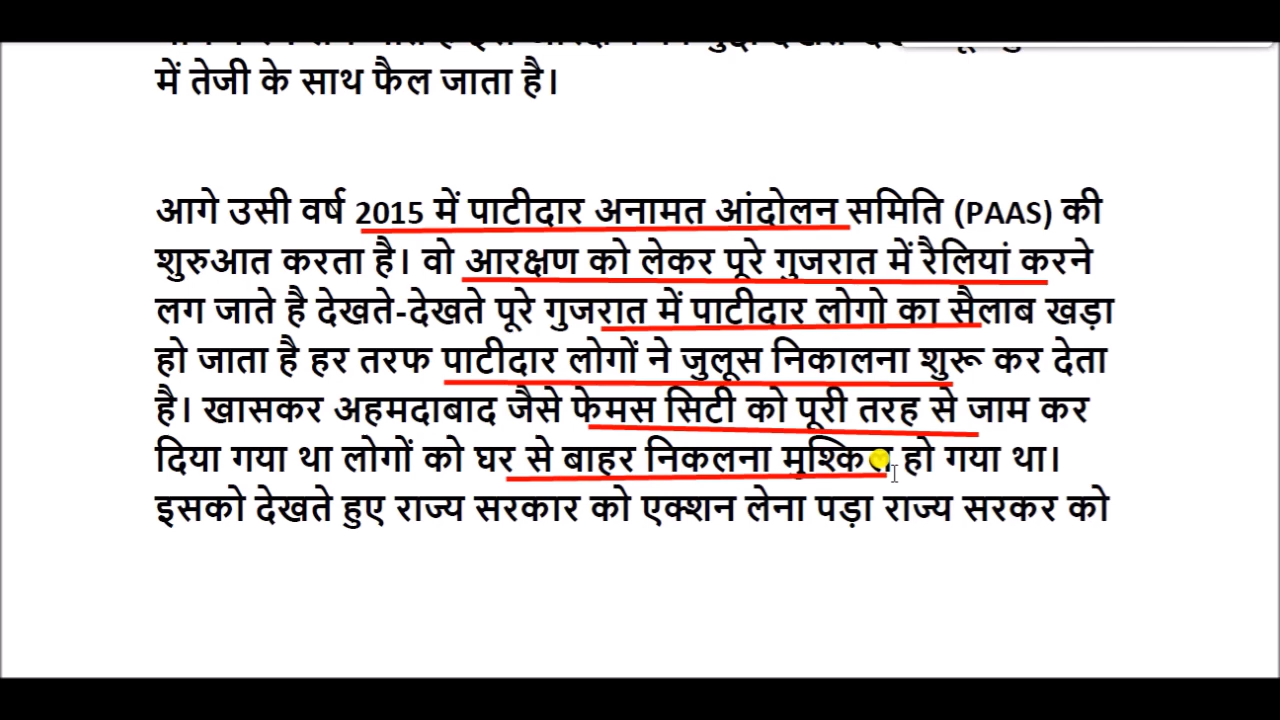 में तेजी के साथ फैल जाता है।
आगे उसी वर्ष 2015 में पाटीदार अनामत आंदोलन समिति (PAAS) की
शुरुआत करता है। वो आरक्षण को लेकर पूरे गुजरात में रैलियां करने
लग जाते है देखते-देखते पूरे गुजरात में पाटीदार लोगो का सैलाब खड़ा
हो जाता है हर तरफ पाटीदार लोगों ने जुलूस निकालना शुरू कर देता
है। खासकर अहमदाबाद जैसे फेमस सिटी को पूरी तरह से जाम कर
दिया गया था लोगों को घर से बाहर निकलना मुश्किल हो गया था।
इसको देखते हुए राज्य सरकार को एक्शन लेना पड़ा राज्य सरकर को